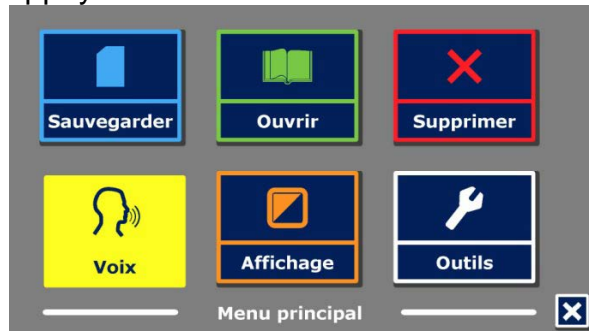 Sauvegarder Ouvrir Supprimer
Voix Affichage Outils
Menu principal